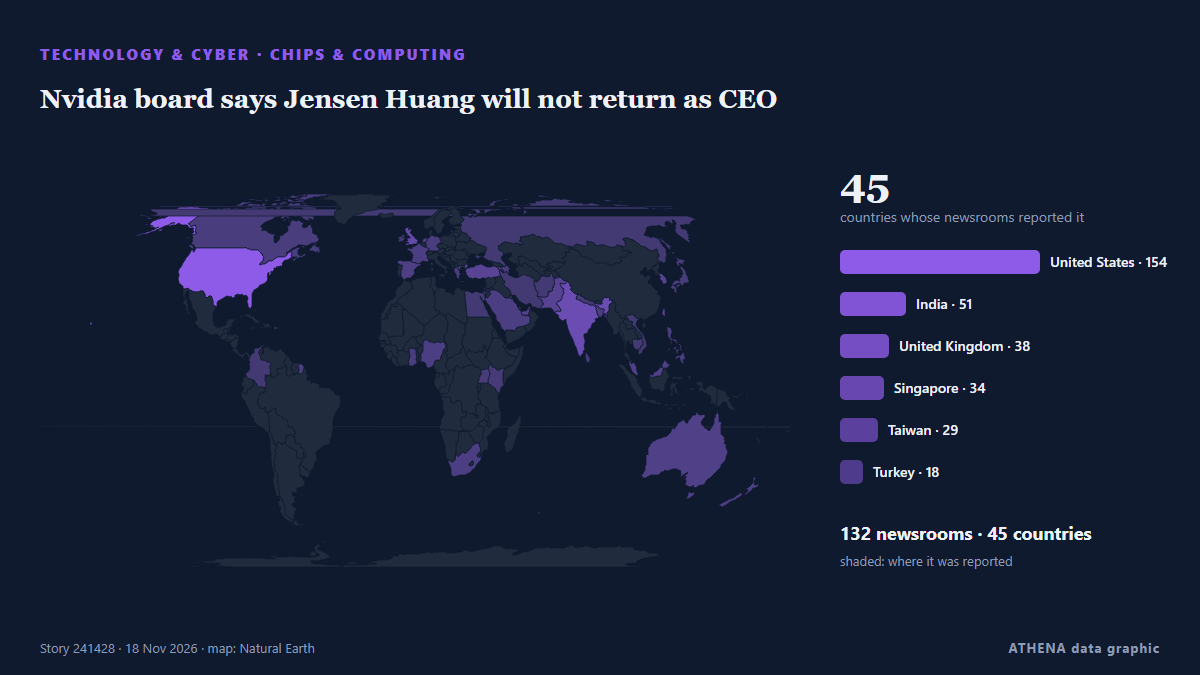 TECHNOLOGY & CYBER · CHIPS & COMPUTING
Nvidia board says Jensen Huang will not return as CEO
45
countries whose newsrooms reported it
United States · 154
India · 51
United Kingdom · 38
Singapore · 34
Taiwan · 29
Turkey · 18
132 newsrooms · 45 countries
shaded: where it was reported
Story 241428 · 18 Nov 2026 · map: Natural Earth
ATHENA data graphic